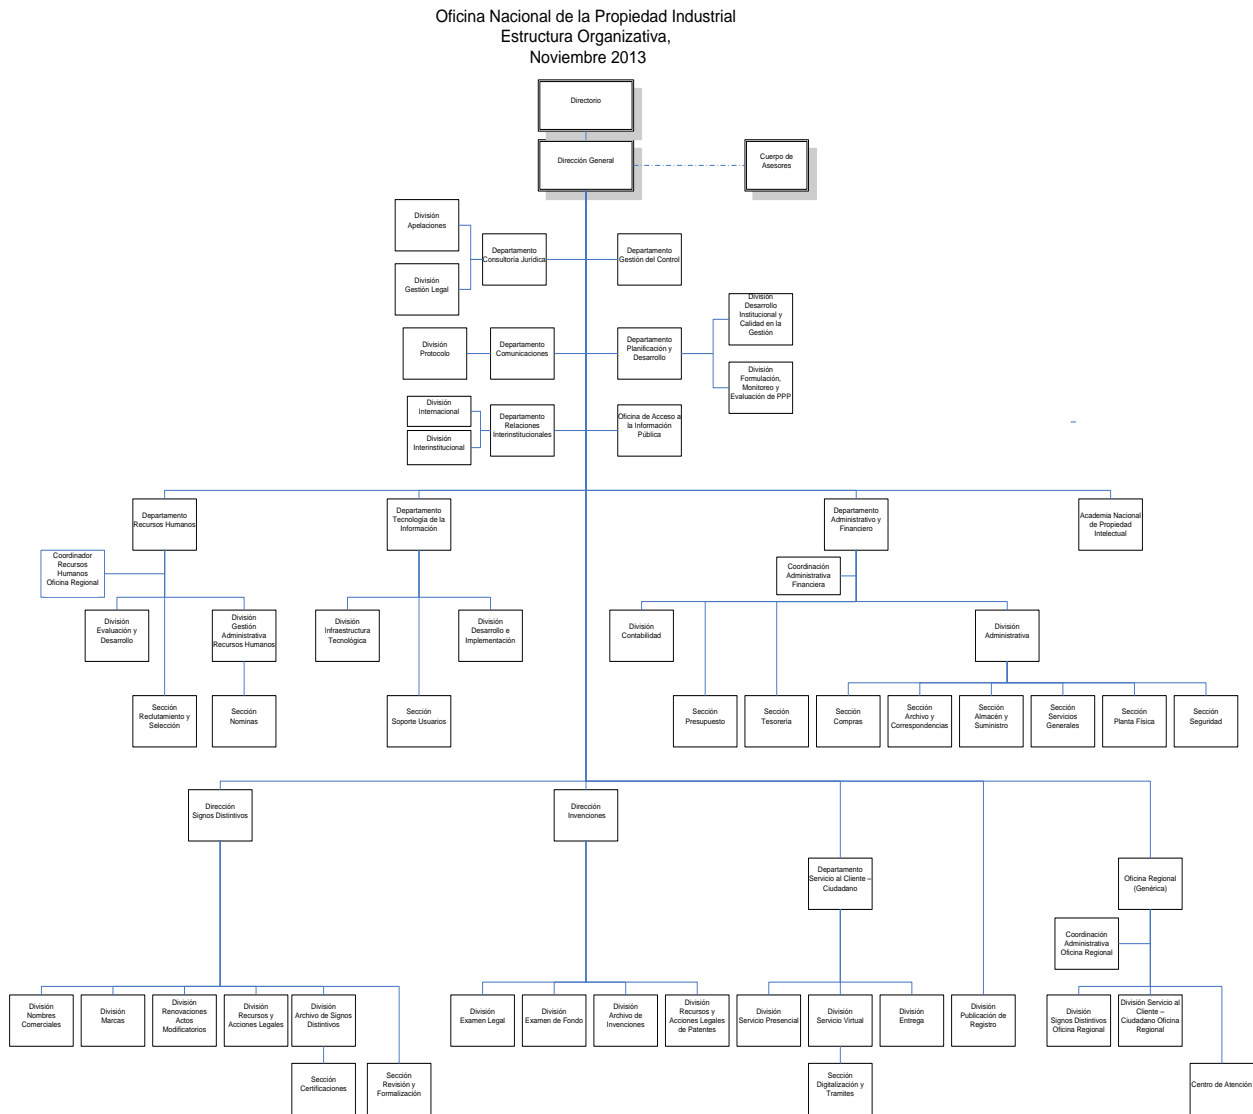 Oficina Nacional de la Propiedad Industrial
Estructura Organizativa,
Noviembre 2013
Directorio
Dirección General
Cuerpo de
Asesores
División
Apelaciones
Departamento
Consultoría Jurídica
Departamento
Gestión del Control
División
Gestión Legal
División
Desarrollo
Institucional y
Calidad en la
Gestión
División
Protocolo
Departamento
Comunicaciones
Departamento
Planificación y
Desarrollo
División
Formulación,
Monitoreo y
Evaluación de PPP
División
Internacional
División
Interinstitucional
Departamento
Relaciones
Interinstitucionales
Oficina de Acceso a
la Información
Pública
Departamento
Recursos Humanos
Departamento
Tecnología de la
Información
Departamento
Administrativo y
Financiero
Academia Nacional
de Propiedad
Intelectual
Coordinador
Recursos
Humanos
Oficina Regional
Coordinación
Administrativa
Financiera
División
Evaluación y
Desarrollo
División
Gestión
Administrativa
Recursos Humanos
División
Infraestructura
Tecnológica
División
Desarrollo e
Implementación
División
Contabilidad
División
Administrativa
Sección
Reclutamiento y
Selección
Sección
Nominas
Sección
Soporte Usuarios
Sección
Presupuesto
Sección
Tesorería
Sección
Compras
Sección
Archivo y
Correspondencias
Sección
Almacén y
Suministro
Sección
Servicios
Generales
Sección
Planta Física
Sección
Seguridad
Dirección
Signos Distintivos
Dirección
Invenciones
Departamento
Servicio al Cliente –
Ciudadano
Oficina Regional
(Genérica)
Coordinación
Administrativa
Oficina Regional
División
Nombres
Comerciales
División
Marcas
División
Renovaciones
Actos
Modificatorios
División
Recursos y
Acciones Legales
División
Archivo de Signos
Distintivos
División
Examen Legal
División
Examen de Fondo
División
Archivo de
Invenciones
División
Recursos y
Acciones Legales
de Patentes
División
Servicio Presencial
División
Servicio Virtual
División
Entrega
División
Publicación de
Registro
División
Signos Distintivos
Oficina Regional
División Servicio al
Cliente –
Ciudadano Oficina
Regional
Sección
Certificaciones
Sección
Revisión y
Formalización
Sección
Digitalización y
Tramites
Centro de Atención